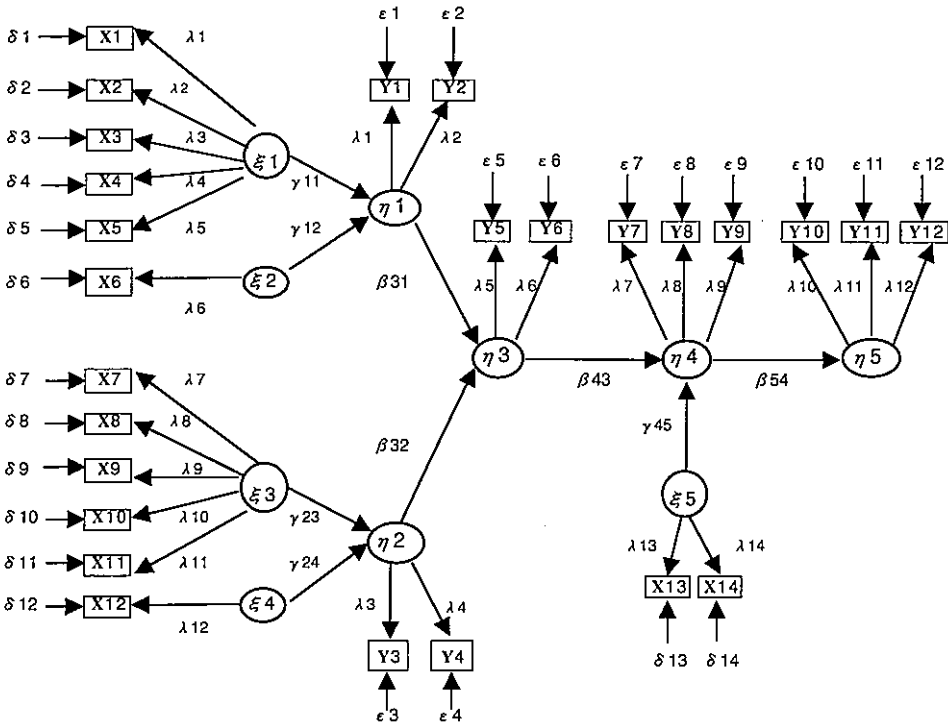 ε1 ε2
δ1 X1 λ1
δ2 X2 λ2
Y1 Y2
δ3 X3 λ3
λ1 λ2
ξ1
δ4 X4 λ4
γ11
ε5 ε6 ε7 ε8 ε9 ε10 ε11 ε12
η1
δ5 X5 λ5
γ12
Y5 Y6 Y7 Y8 Y9 Y10 Y11 Y12
δ6 X6 ξ2
λ6
β31
λ5 λ6 λ7 λ8 λ9 λ10 λ11 λ12
η3 η4 η5
β43 β54
δ7 X7 λ7
δ8 X8 λ8
γ45
β32
δ9 X9 λ9
ξ3 ξ5
δ10 X10 λ10
γ23
η2
λ13 λ14
δ11 X11 λ11
γ24
X13 X14
δ12 X12 ξ4
λ12
λ3 λ4
Y3 Y4
δ13 δ14
ε3 ε4